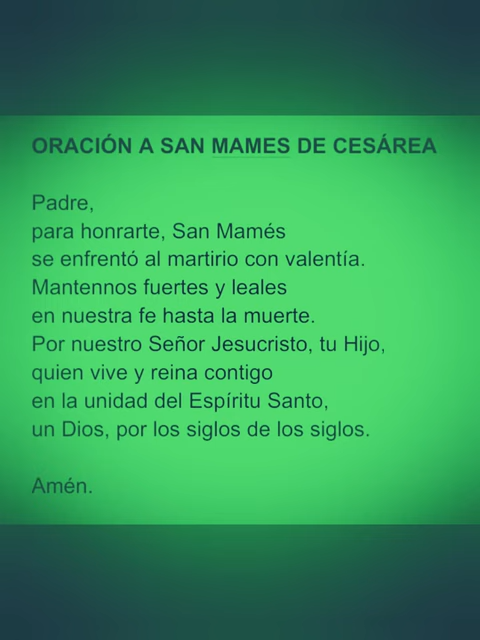 ORACIÓN A SAN MAMES DE CESÁREA
Padre,
para honrarte, San Mamés
se enfrentó al martirio con valentía.
Mantennos fuertes y leales
en nuestra fe hasta la muerte.
Por nuestro Señor Jesucristo, tu Hijo,
quien vive y reina contigo
en la unidad del Espíritu Santo,
un Dios, por los siglos de los siglos.
Amén.